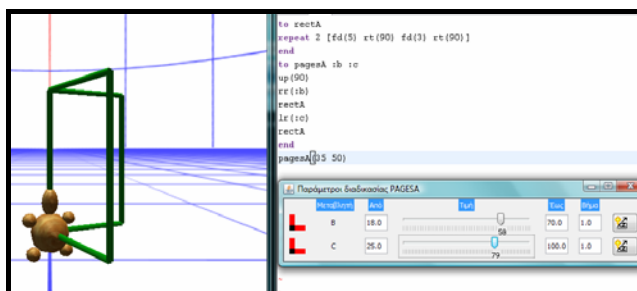 to rectA
repeat 2 [fd(5) rt(90) fd(3) rt(90)]
end
to pagesA :b :c
up(90)
rr(:b)
rectA
lr(:c)
rectA
end
pagesA(35 50)
Παράμετροι διαδικασίας PAGESA
Μεταβλητή Από Τιμή Έως Βήμα
B 18.0 58 70.0 1.0
C 25.0 79 100.0 1.0